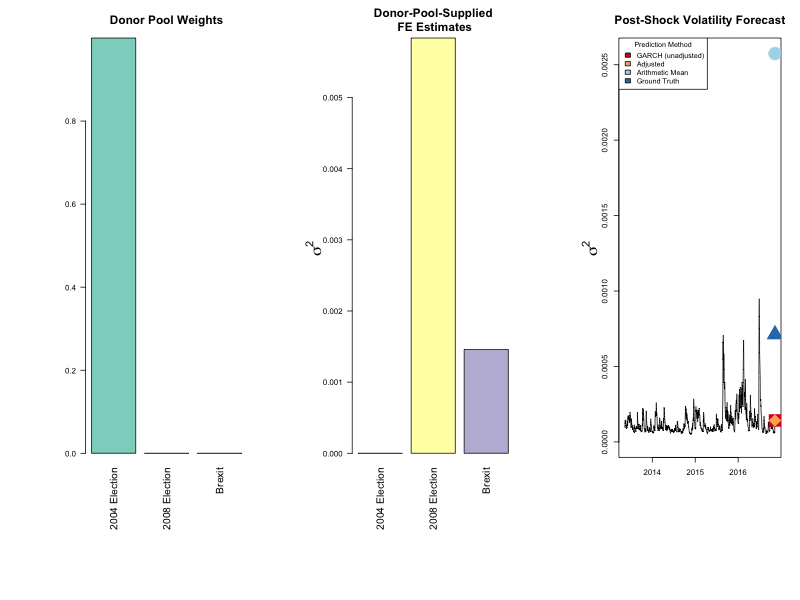 Donor Pool Weights
0.0
0.2
0.4
0.6
0.8
2004 Election
2008 Election
Brexit
Donor-Pool-Supplied
FE Estimates
σ²
0.000
0.001
0.002
0.003
0.004
0.005
2004 Election
2008 Election
Brexit
Post-Shock Volatility Forecast
σ²
0.0000
0.0005
0.0010
0.0015
0.0020
0.0025
Prediction Method
GARCH (unadjusted)
Adjusted
Arithmetic Mean
Ground Truth
2014
2015
2016